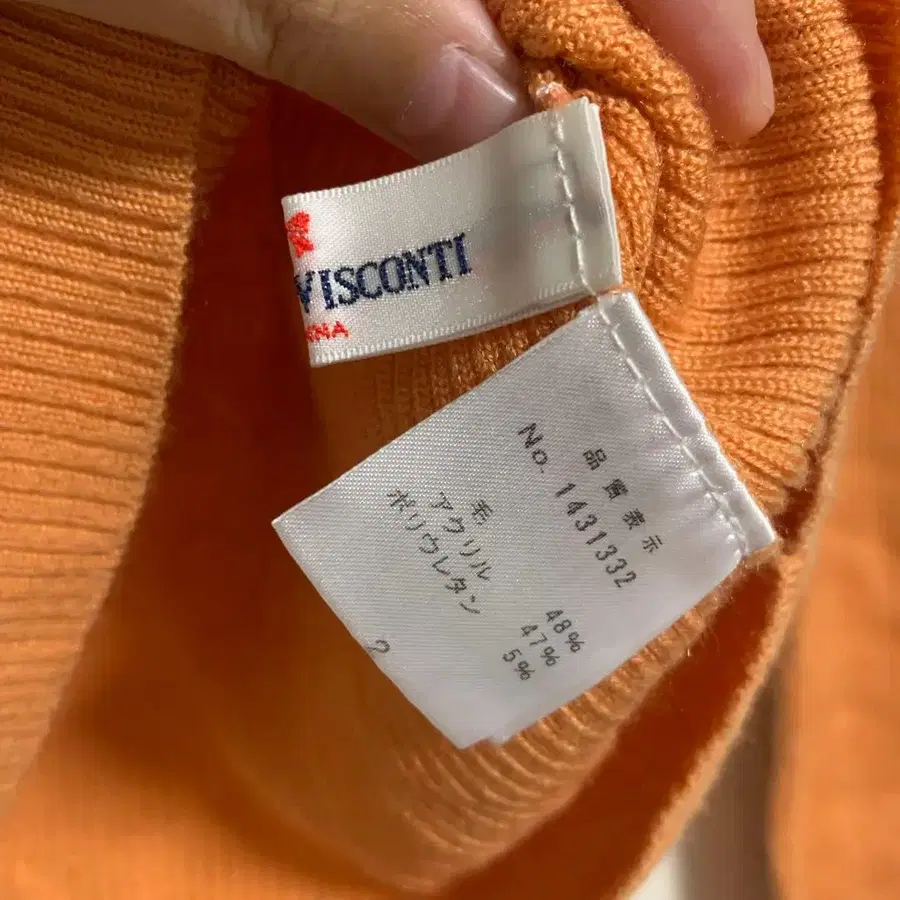 VISCONTI
品質表示
No. 1431332
毛 48%
アクリル 47%
ポリウレタン 5%
2